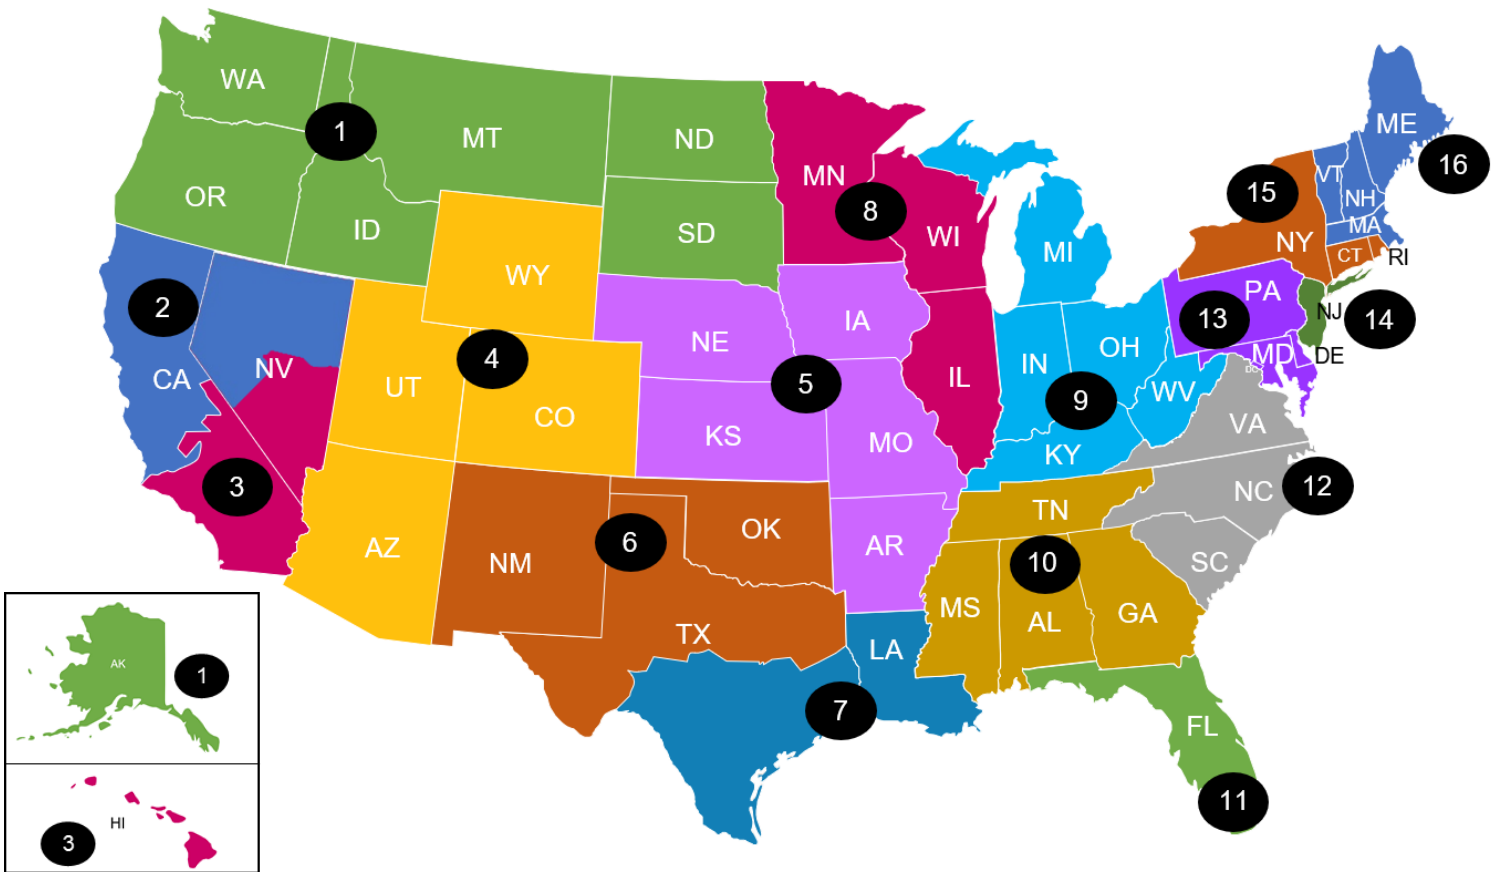 WA
1
MT
ND
OR
ID
SD
MN
8
WI
MI
ME
16
15
VT
NH
MA
NY
CT
RI
WY
2
NE
IA
PA
13
NJ
14
4
CA
NV
UT
CO
5
KS
MO
IL
IN
OH
9
WV
KY
MD
DE
DC
VA
3
AZ
NM
6
OK
AR
TN
10
NC
12
SC
MS
AL
GA
TX
LA
7
FL
11
AK
1
HI
3